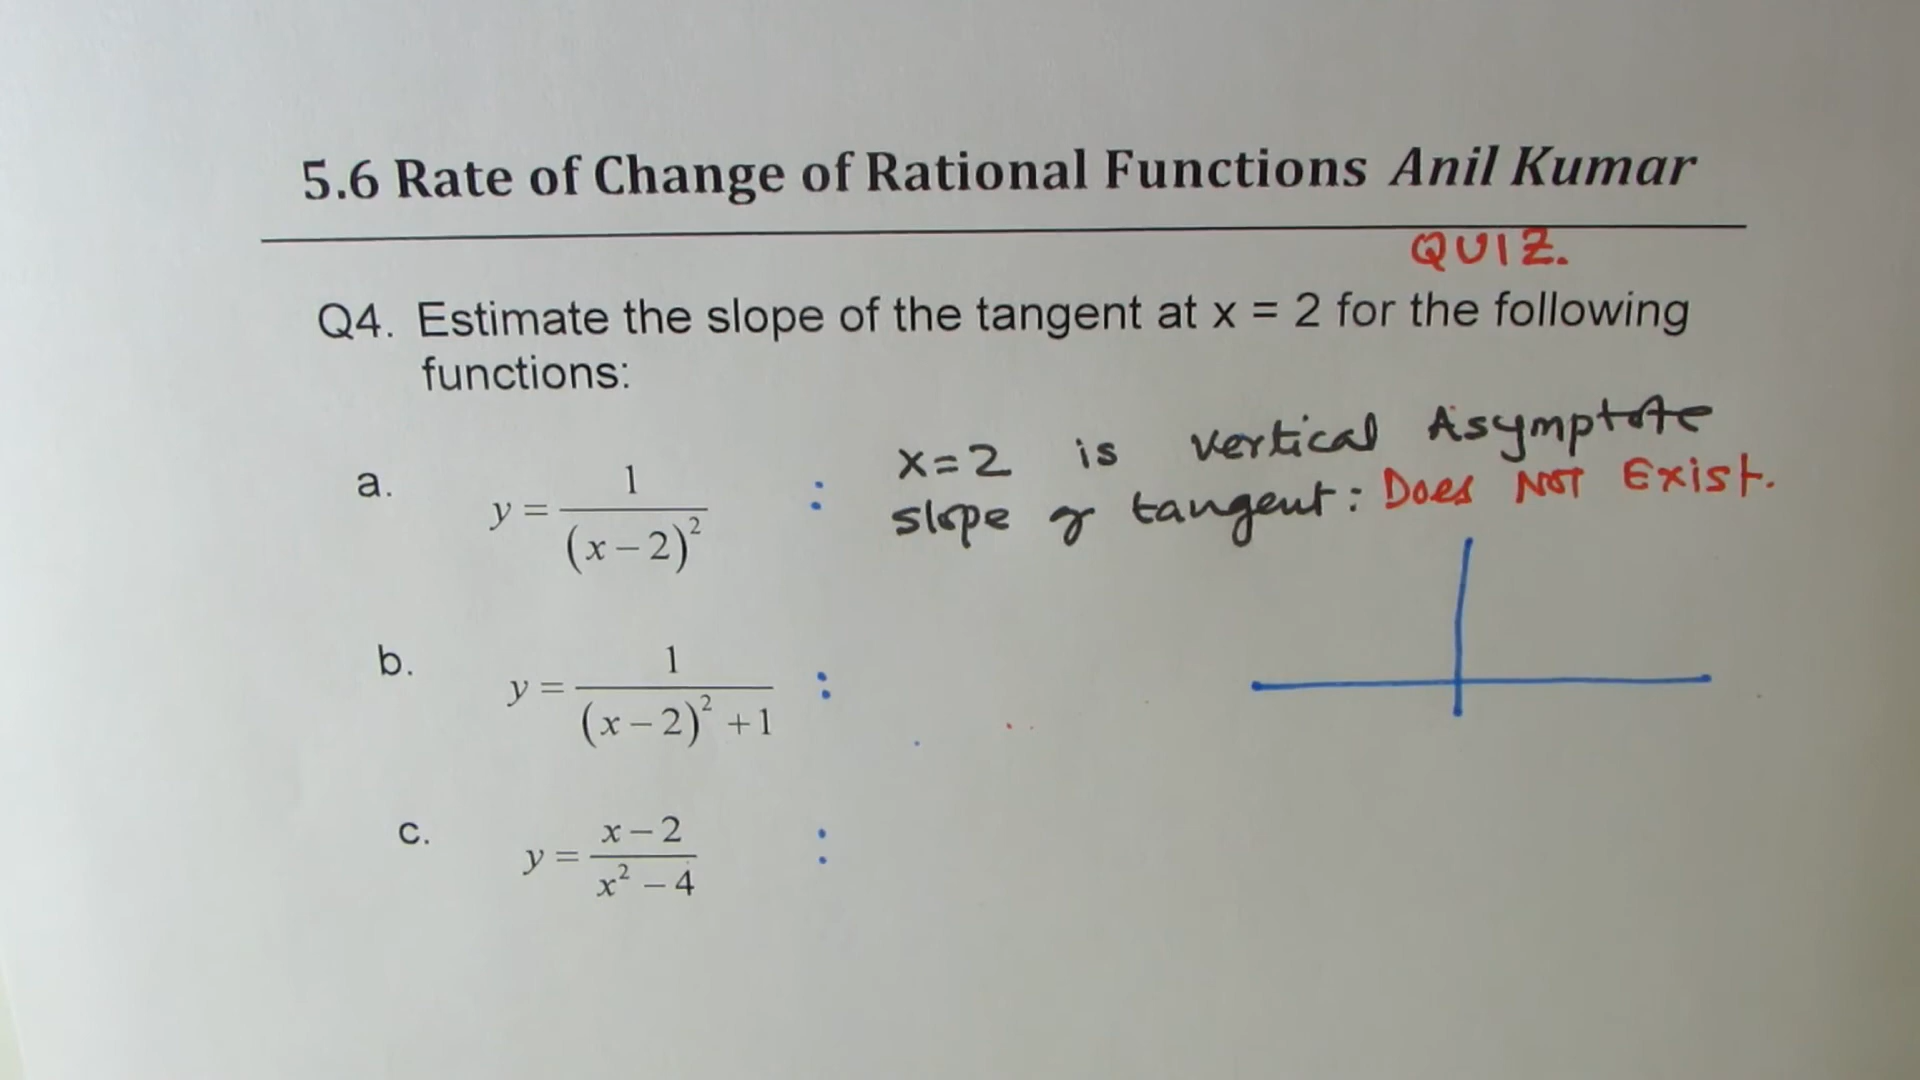 5.6 Rate of Change of Rational Functions Anil Kumar
QUIZ.
Q4. Estimate the slope of the tangent at x = 2 for the following
functions:
a. y = 1/(x − 2)² : x=2 is vertical Asymptote
slope of tangent: Does NOT Exist.
b. y = 1/((x − 2)² + 1) :
c. y = (x − 2)/(x² − 4) :